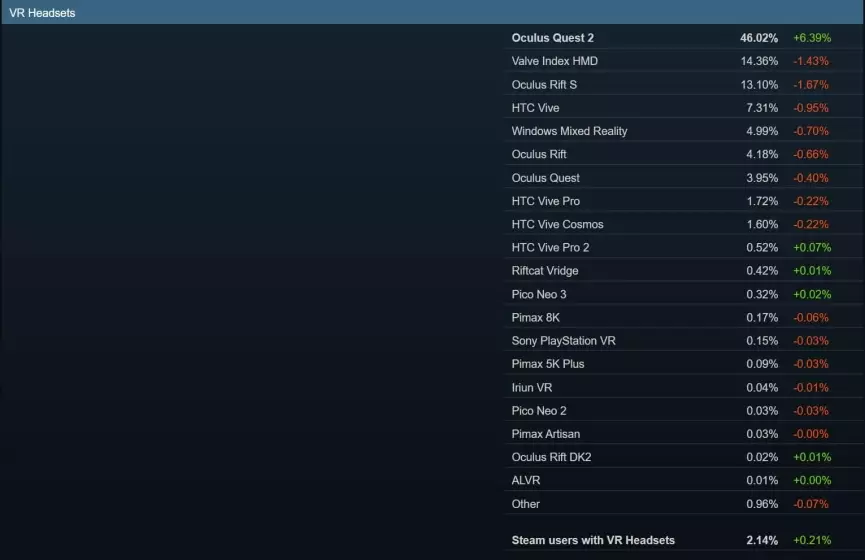 VR Headsets
Oculus Quest 2 46.02% +6.39%
Valve Index HMD 14.36% -1.43%
Oculus Rift S 13.10% -1.67%
HTC Vive 7.31% -0.95%
Windows Mixed Reality 4.99% -0.70%
Oculus Rift 4.18% -0.66%
Oculus Quest 3.95% -0.40%
HTC Vive Pro 1.72% -0.22%
HTC Vive Cosmos 1.60% -0.22%
HTC Vive Pro 2 0.52% +0.07%
Riftcat Vridge 0.42% +0.01%
Pico Neo 3 0.32% +0.02%
Pimax 8K 0.17% -0.06%
Sony PlayStation VR 0.15% -0.03%
Pimax 5K Plus 0.09% -0.03%
Iriun VR 0.04% -0.01%
Pico Neo 2 0.03% -0.03%
Pimax Artisan 0.03% -0.00%
Oculus Rift DK2 0.02% +0.01%
ALVR 0.01% +0.00%
Other 0.96% -0.07%
Steam users with VR Headsets 2.14% +0.21%